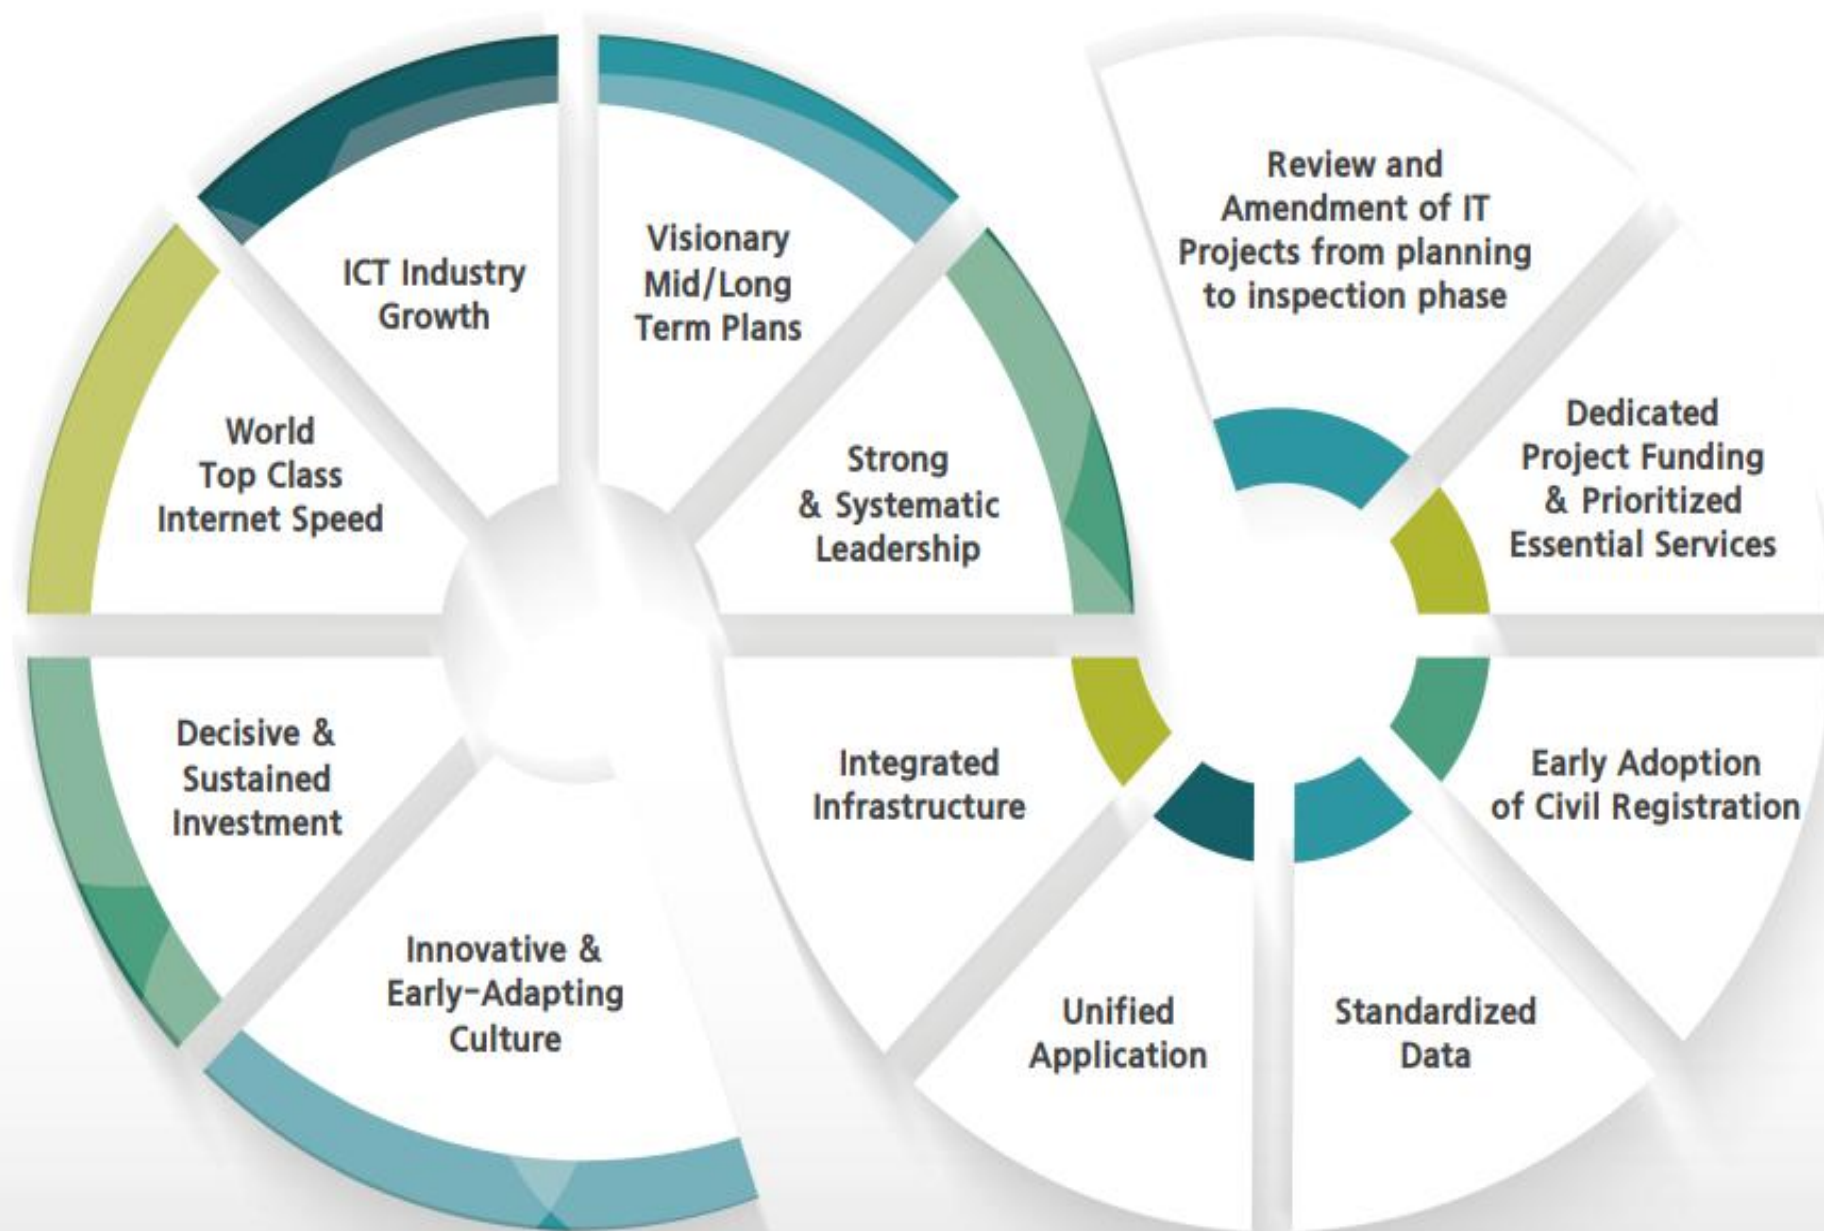 ICT Industry
Growth
Visionary
Mid/Long
Term Plans
Strong
& Systematic
Leadership
World
Top Class
Internet Speed
Decisive &
Sustained
Investment
Innovative &
Early-Adapting
Culture
Review and
Amendment of IT
Projects from planning
to inspection phase
Dedicated
Project Funding
& Prioritized
Essential Services
Early Adoption
of Civil Registration
Standardized
Data
Unified
Application
Integrated
Infrastructure